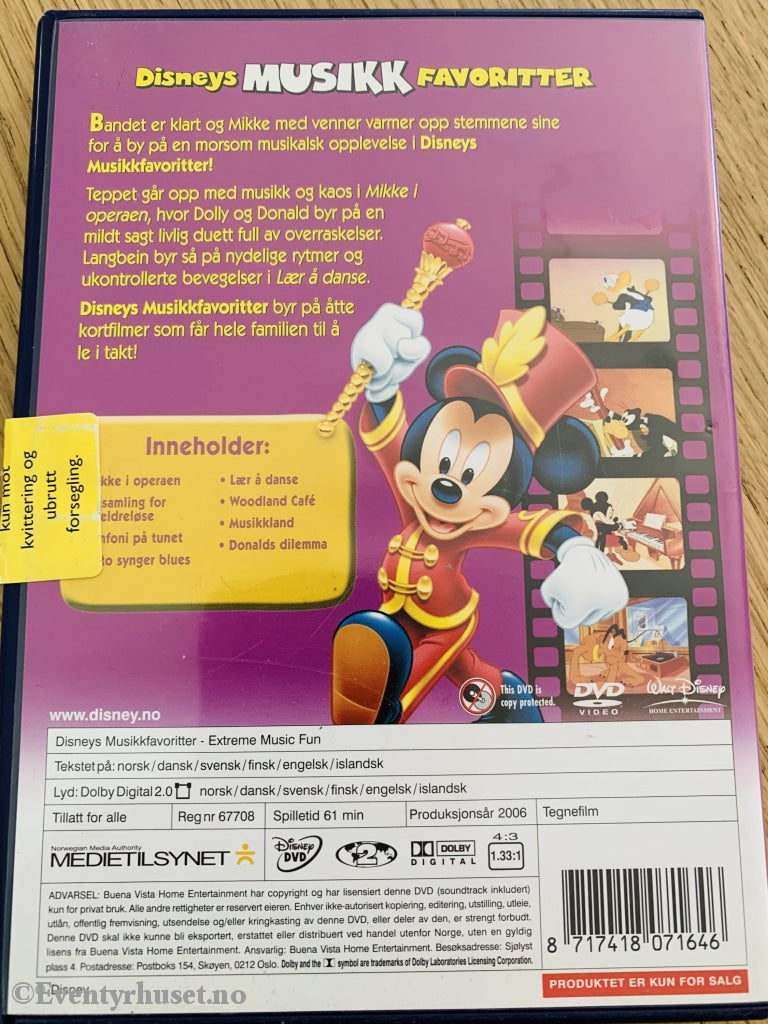 Disneys MUSIKK FAVORITTER
Bandet er klart og Mikke med venner varmer opp stemmene sine
for å by på en morsom musikalsk opplevelse i Disneys
Musikkfavoritter!
Teppet går opp med musikk og kaos i Mikke i
operaen, hvor Dolly og Donald byr på en
mildt sagt livlig duett full av overraskelser.
Langbein byr så på nydelige rytmer og
ukontrollerte bevegelser i Lær å danse.
Disneys Musikkfavoritter byr på åtte
kortfilmer som får hele familien til å
le i takt!
kun mot
kvittering og
ubrutt
forsegling.
Inneholder:
kke i operaen
samling for
eldreløse
nfoni på tunet
to synger blues
• Lær å danse
• Woodland Café
• Musikkland
• Donalds dilemma
This DVD is
copy protected.
DVD
VIDEO
Walt Disney
HOME ENTERTAINMENT
www.disney.no
Disneys Musikkfavoritter - Extreme Music Fun
Tekstet på: norsk/dansk/svensk/finsk/engelsk/islandsk
Lyd: Dolby Digital 2.0 norsk/dansk/svensk/finsk/engelsk/islandsk
Tillatt for alle
Reg nr 67708
Spilletid 61 min
Produksjonsår 2006
Tegnefilm
Norwegian Media Authority
MEDIETILSYNET
Disney
DVD
2
DOLBY
DIGITAL
4:3
1.33:1
ADVARSEL: Buena Vista Home Entertainment har copyright og har lisensiert denne DVD (soundtrack inkludert)
kun for privat bruk. Alle andre rettigheter er reservert eieren. Enhver ikke-autorisert kopiering, editering, utstilling, utleie,
utlån, offentlig fremvisning, utsendelse og/eller kringkasting av denne DVD, eller deler av den, er strengt forbudt.
Denne DVD skal ikke kunne bli eksportert, erstattet eller distribuert ved handel utenfor Norge, uten en gyldig
lisens fra Buena Vista Home Entertainment. Ansvarlig: Buena Vista Home Entertainment. Besøksadresse: Sjølyst
plass 4. Postadresse: Postboks 154, Skøyen, 0212 Oslo. Dolby and the symbol are trademarks of Dolby Laboratories Licensing Corporation.
8 717418 071646
Disney
PRODUKTET ER KUN FOR SALG
©Eventyrhuset.no